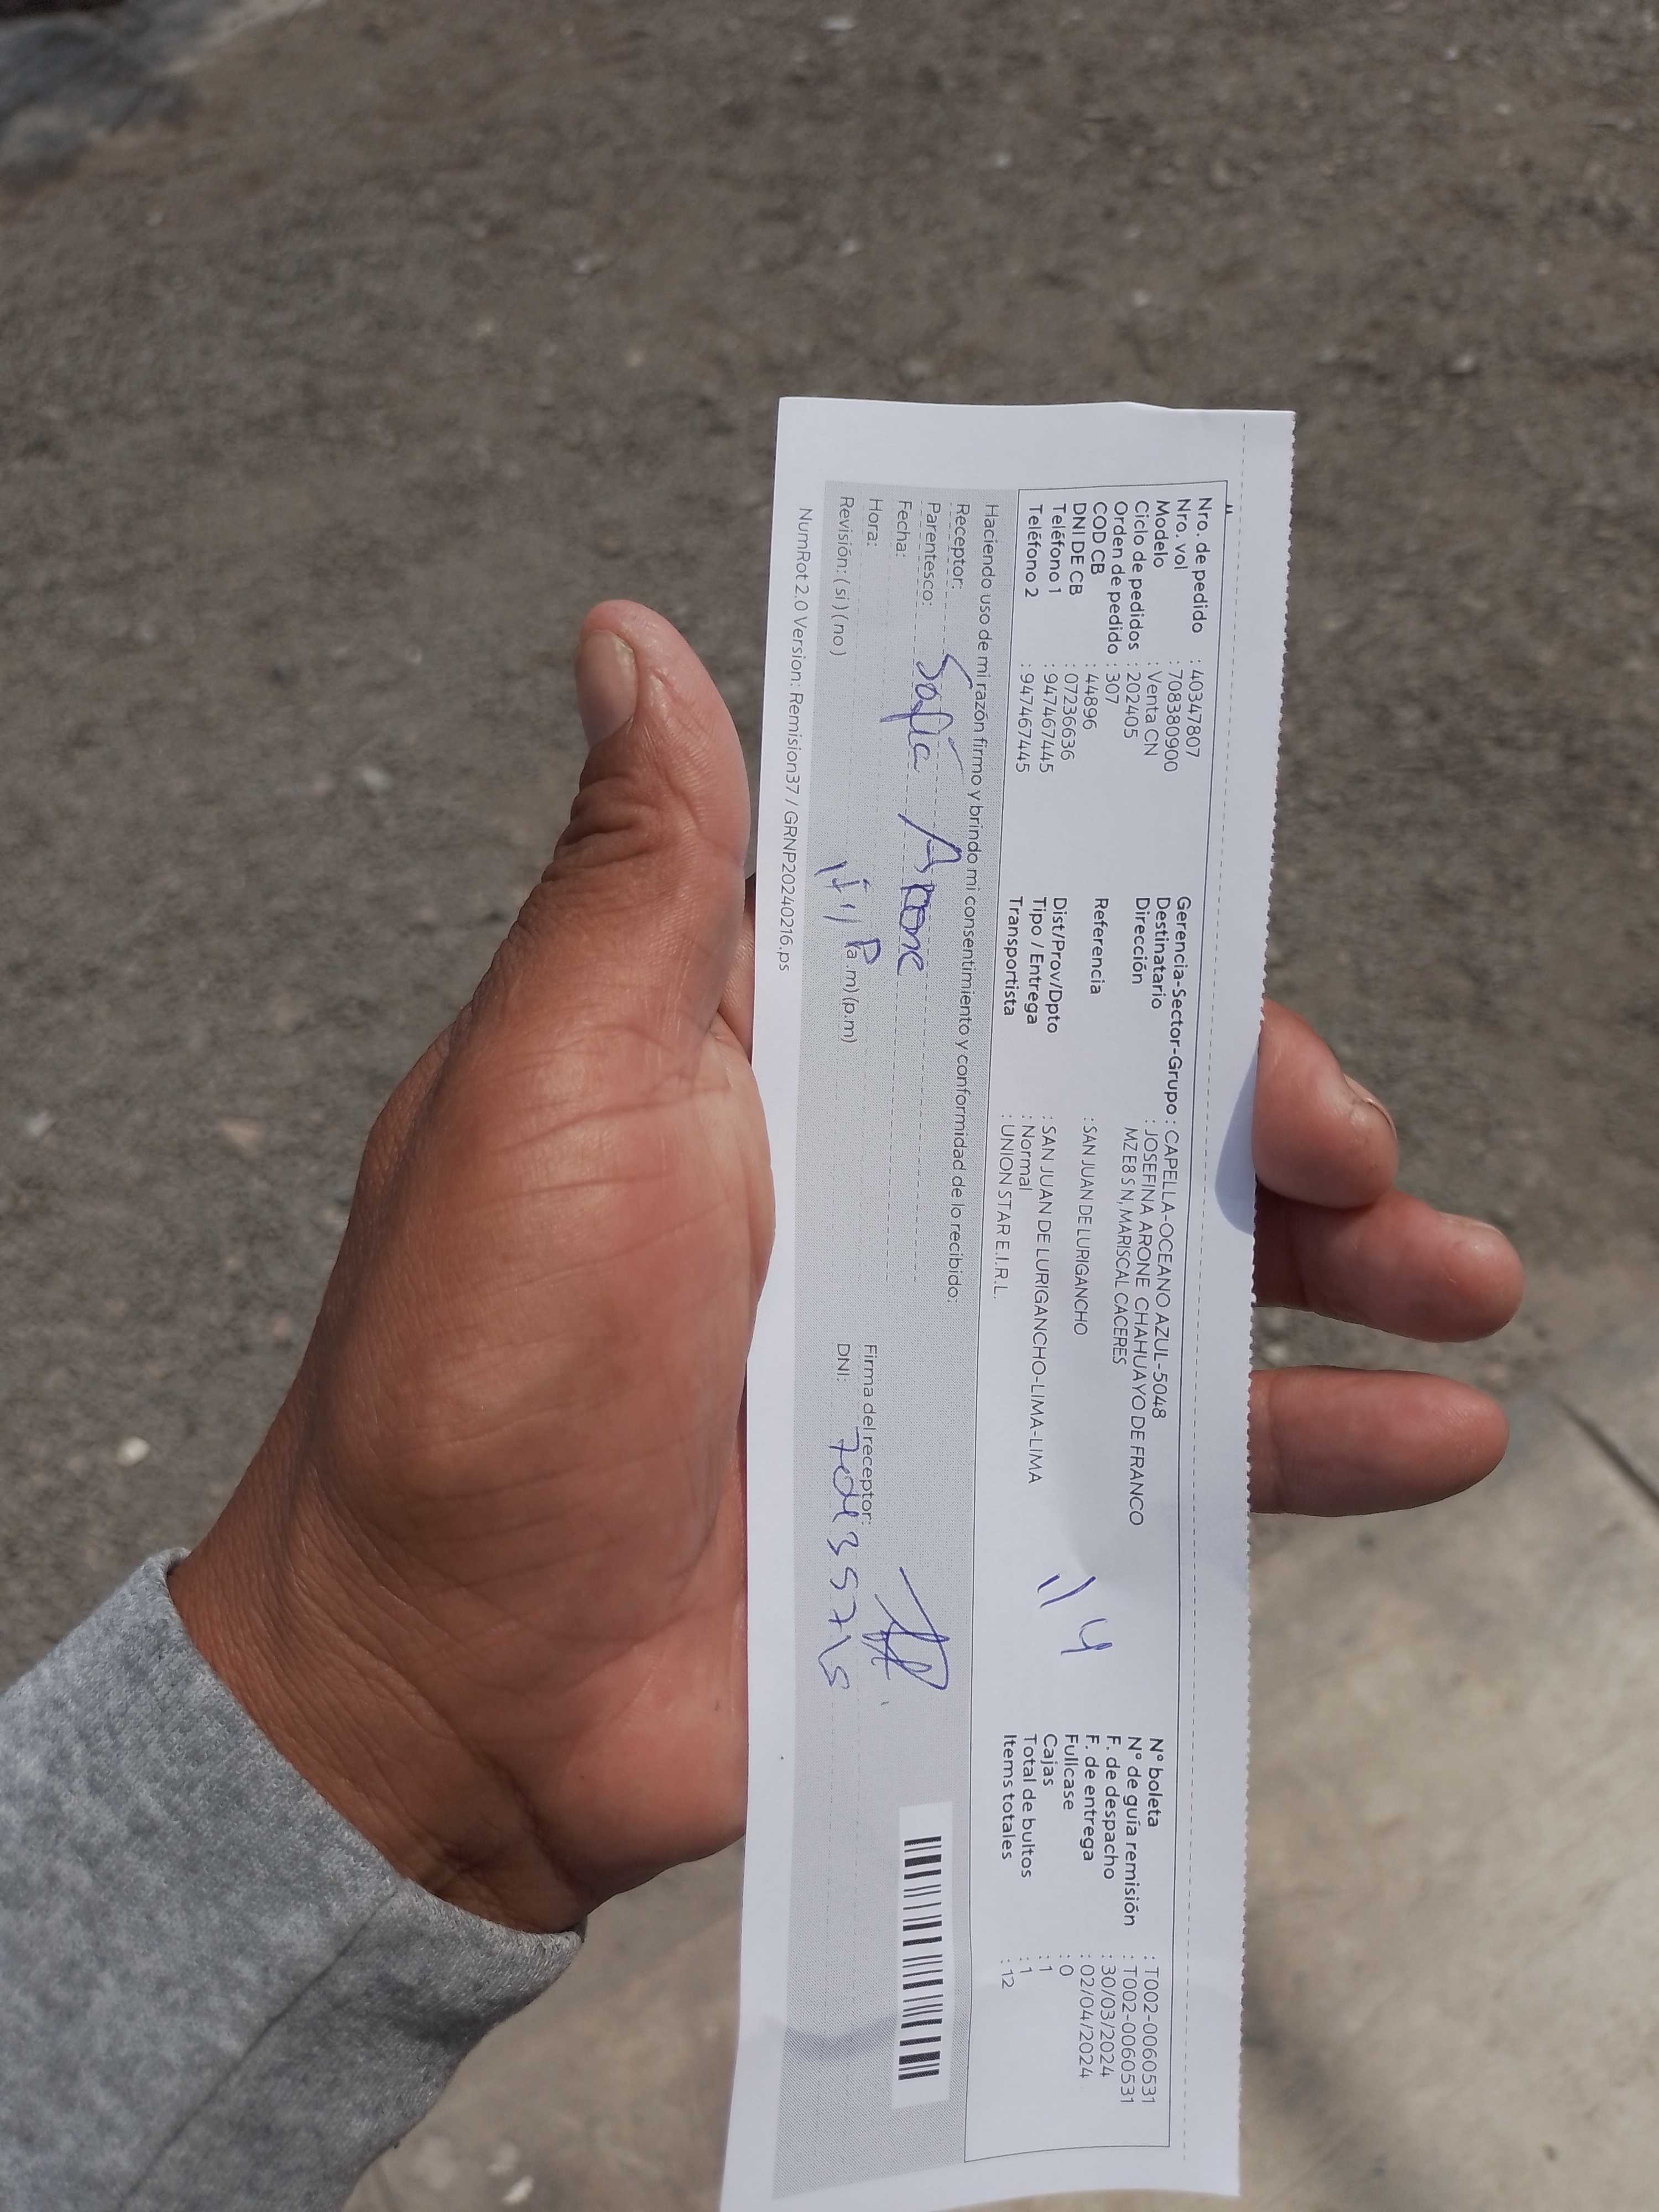 Nro. de pedido : 40347807
Nro. vol : 708380900
Modelo : Venta CN
Ciclo de pedidos : 202405
Orden de pedido : 307
COD CB : 44896
DNI DE CB : 07236636
Teléfono 1 : 947467445
Teléfono 2 : 947467445
Gerencia-Sector-Grupo : CAPELLA-OCEANO AZUL-5048
Destinatario : JOSEFINA ARONE CHAHUAYO DE FRANCO
Dirección MZ E8 S N, MARISCAL CACERES
Referencia : SAN JUAN DE LURIGANCHO
Dist/Prov/Dpto : SAN JUAN DE LURIGANCHO-LIMA-LIMA
Tipo / Entrega : Normal
Transportista : UNION STAR E.I.R.L.
N° boleta : T002-0060531
N° de guía remisión : T002-0060531
F. de despacho : 30/03/2024
F. de entrega : 02/04/2024
Fullcase : 0
Cajas : 1
Total de bultos : 1
Items totales : 12
Haciendo uso de mi razón firmo y brindo mi consentimiento y conformidad de lo recibido:
Receptor:
Parentesco: Sofía Arone
Fecha:
Hora: (a.m) (p.m)
Revisión: ( si ) ( no )
Firma del receptor:
DNI:
NumRot 2.0 Version: Remision37 / GRNP20240216.ps